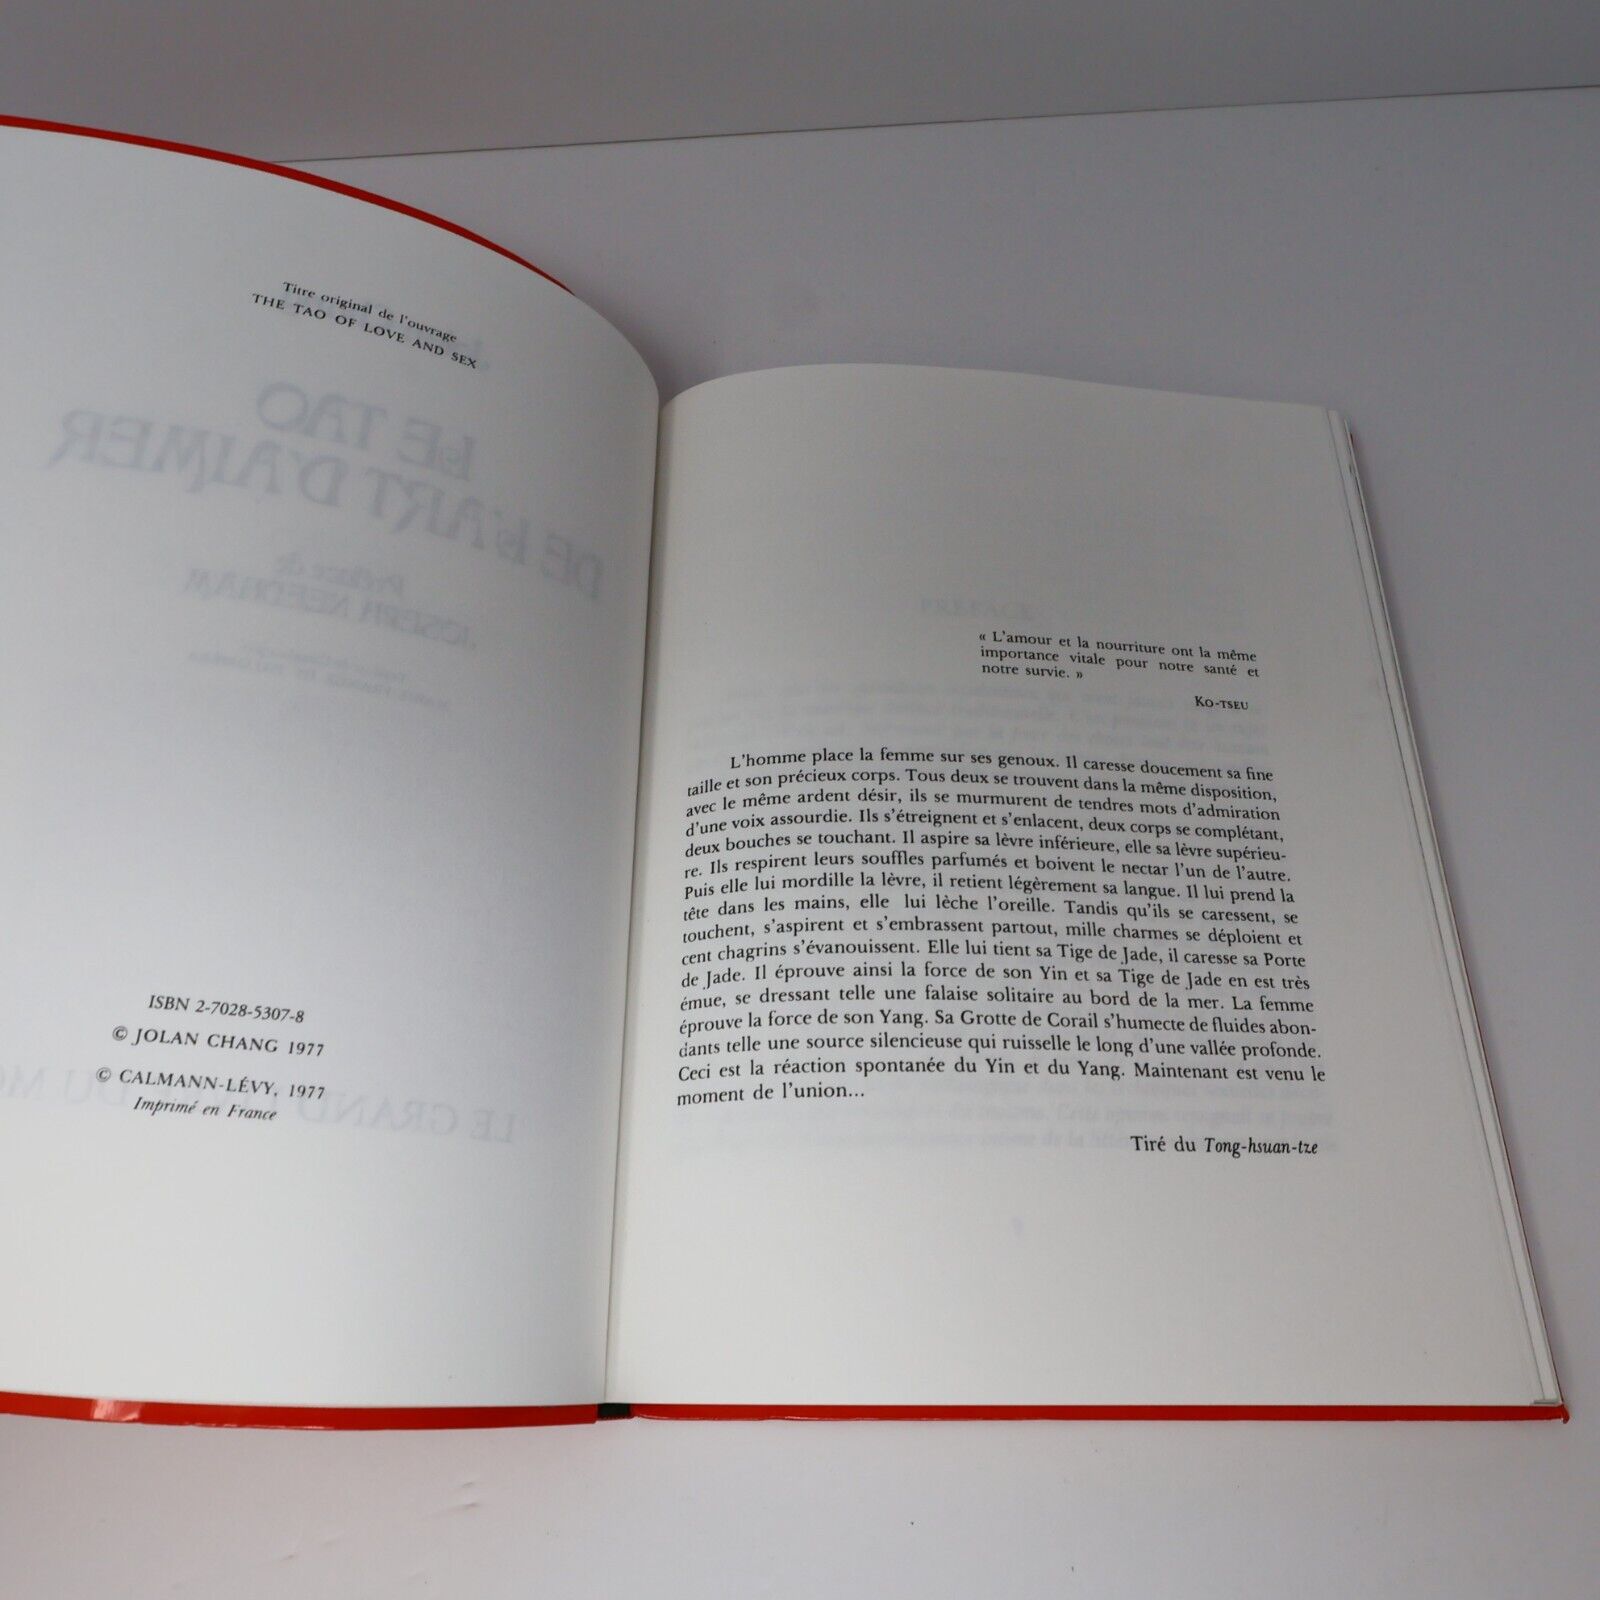 Titre original de l'ouvrage
THE TAO OF LOVE AND SEX
LE TAO
DE L'ART D'AIMER
Préface de
JOSEPH NEEDHAM
ISBN 2-7028-5307-8
© JOLAN CHANG 1977
© CALMANN-LÉVY, 1977
Imprimé en France
PRÉFACE
« L'amour et la nourriture ont la même
importance vitale pour notre santé et
notre survie. »
KO-TSEU
L'homme place la femme sur ses genoux. Il caresse doucement sa fine
taille et son précieux corps. Tous deux se trouvent dans la même disposition,
avec le même ardent désir, ils se murmurent de tendres mots d'admiration
d'une voix assourdie. Ils s'étreignent et s'enlacent, deux corps se complétant,
deux bouches se touchant. Il aspire sa lèvre inférieure, elle sa lèvre supérieu-
re. Ils respirent leurs souffles parfumés et boivent le nectar l'un de l'autre.
Puis elle lui mordille la lèvre, il retient légèrement sa langue. Il lui prend la
tête dans les mains, elle lui lèche l'oreille. Tandis qu'ils se caressent, se
touchent, s'aspirent et s'embrassent partout, mille charmes se déploient et
cent chagrins s'évanouissent. Elle lui tient sa Tige de Jade, il caresse sa Porte
de Jade. Il éprouve ainsi la force de son Yin et sa Tige de Jade en est très
émue, se dressant telle une falaise solitaire au bord de la mer. La femme
éprouve la force de son Yang. Sa Grotte de Corail s'humecte de fluides abon-
dants telle une source silencieuse qui ruisselle le long d'une vallée profonde.
Ceci est la réaction spontanée du Yin et du Yang. Maintenant est venu le
moment de l'union...
Tiré du Tong-hsuan-tze